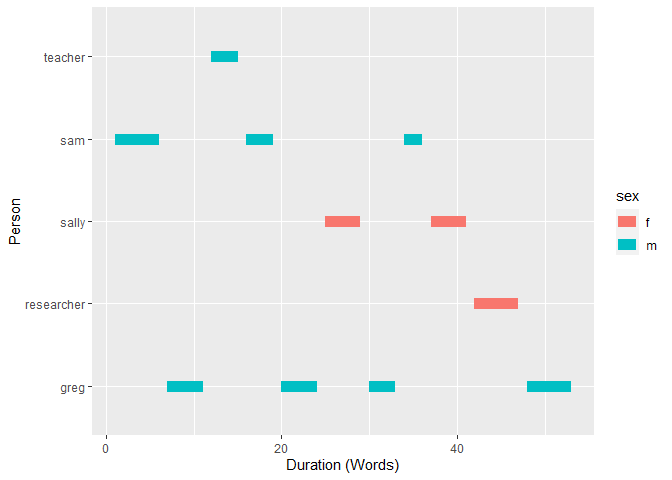 teacher
sam
sally
researcher
greg
Person
0
20
40
Duration (Words)
sex
f
m